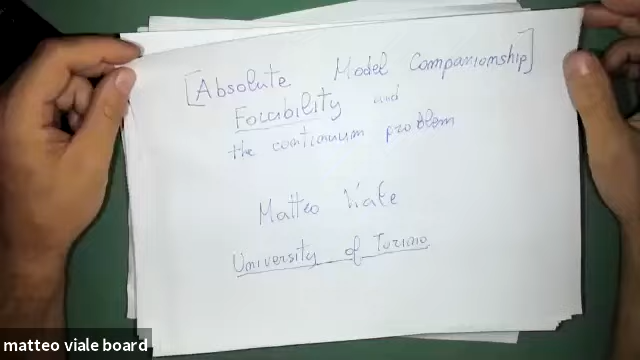 [Absolute Model Companionship]
Forcibility and
the continuum problem
Matteo Viale
University of Torino
matteo viale board